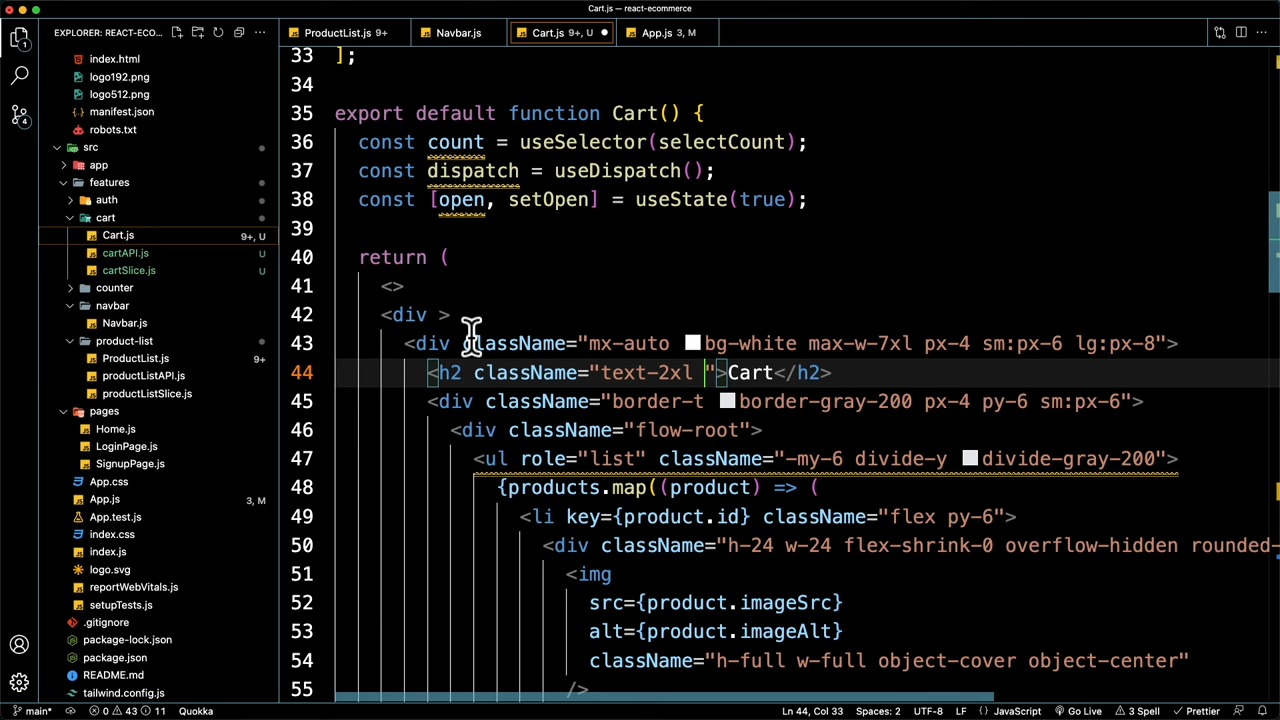 Cart.js — react-ecommerce
EXPLORER: REACT-ECO...
ProductList.js 9+
Navbar.js
Cart.js 9+, U
App.js 3, M
index.html
logo192.png
logo512.png
manifest.json
robots.txt
src
app
features
auth
cart
Cart.js 9+, U
cartAPI.js U
cartSlice.js U
counter
navbar
Navbar.js
product-list
ProductList.js 9+
productListAPI.js
productListSlice.js
pages
Home.js
LoginPage.js
SignupPage.js
App.css
App.js 3, M
App.test.js
index.css
index.js
logo.svg
reportWebVitals.js
setupTests.js
.gitignore
package-lock.json
package.json
README.md
tailwind.config.js
1
4
33 ];
34
35 export default function Cart() {
36 const count = useSelector(selectCount);
37 const dispatch = useDispatch();
38 const [open, setOpen] = useState(true);
39
40 return (
41 <>
42 <div >
43 <div className="mx-auto bg-white max-w-7xl px-4 sm:px-6 lg:px-8">
44 <h2 className="text-2xl ">Cart</h2>
45 <div className="border-t border-gray-200 px-4 py-6 sm:px-6">
46 <div className="flow-root">
47 <ul role="list" className="-my-6 divide-y divide-gray-200">
48 {products.map((product) => (
49 <li key={product.id} className="flex py-6">
50 <div className="h-24 w-24 flex-shrink-0 overflow-hidden rounded-
51 <img
52 src={product.imageSrc}
53 alt={product.imageAlt}
54 className="h-full w-full object-cover object-center"
55 />
main* 0 43 11 Quokka
Ln 44, Col 33 Spaces: 2 UTF-8 LF {} JavaScript Go Live 3 Spell Prettier